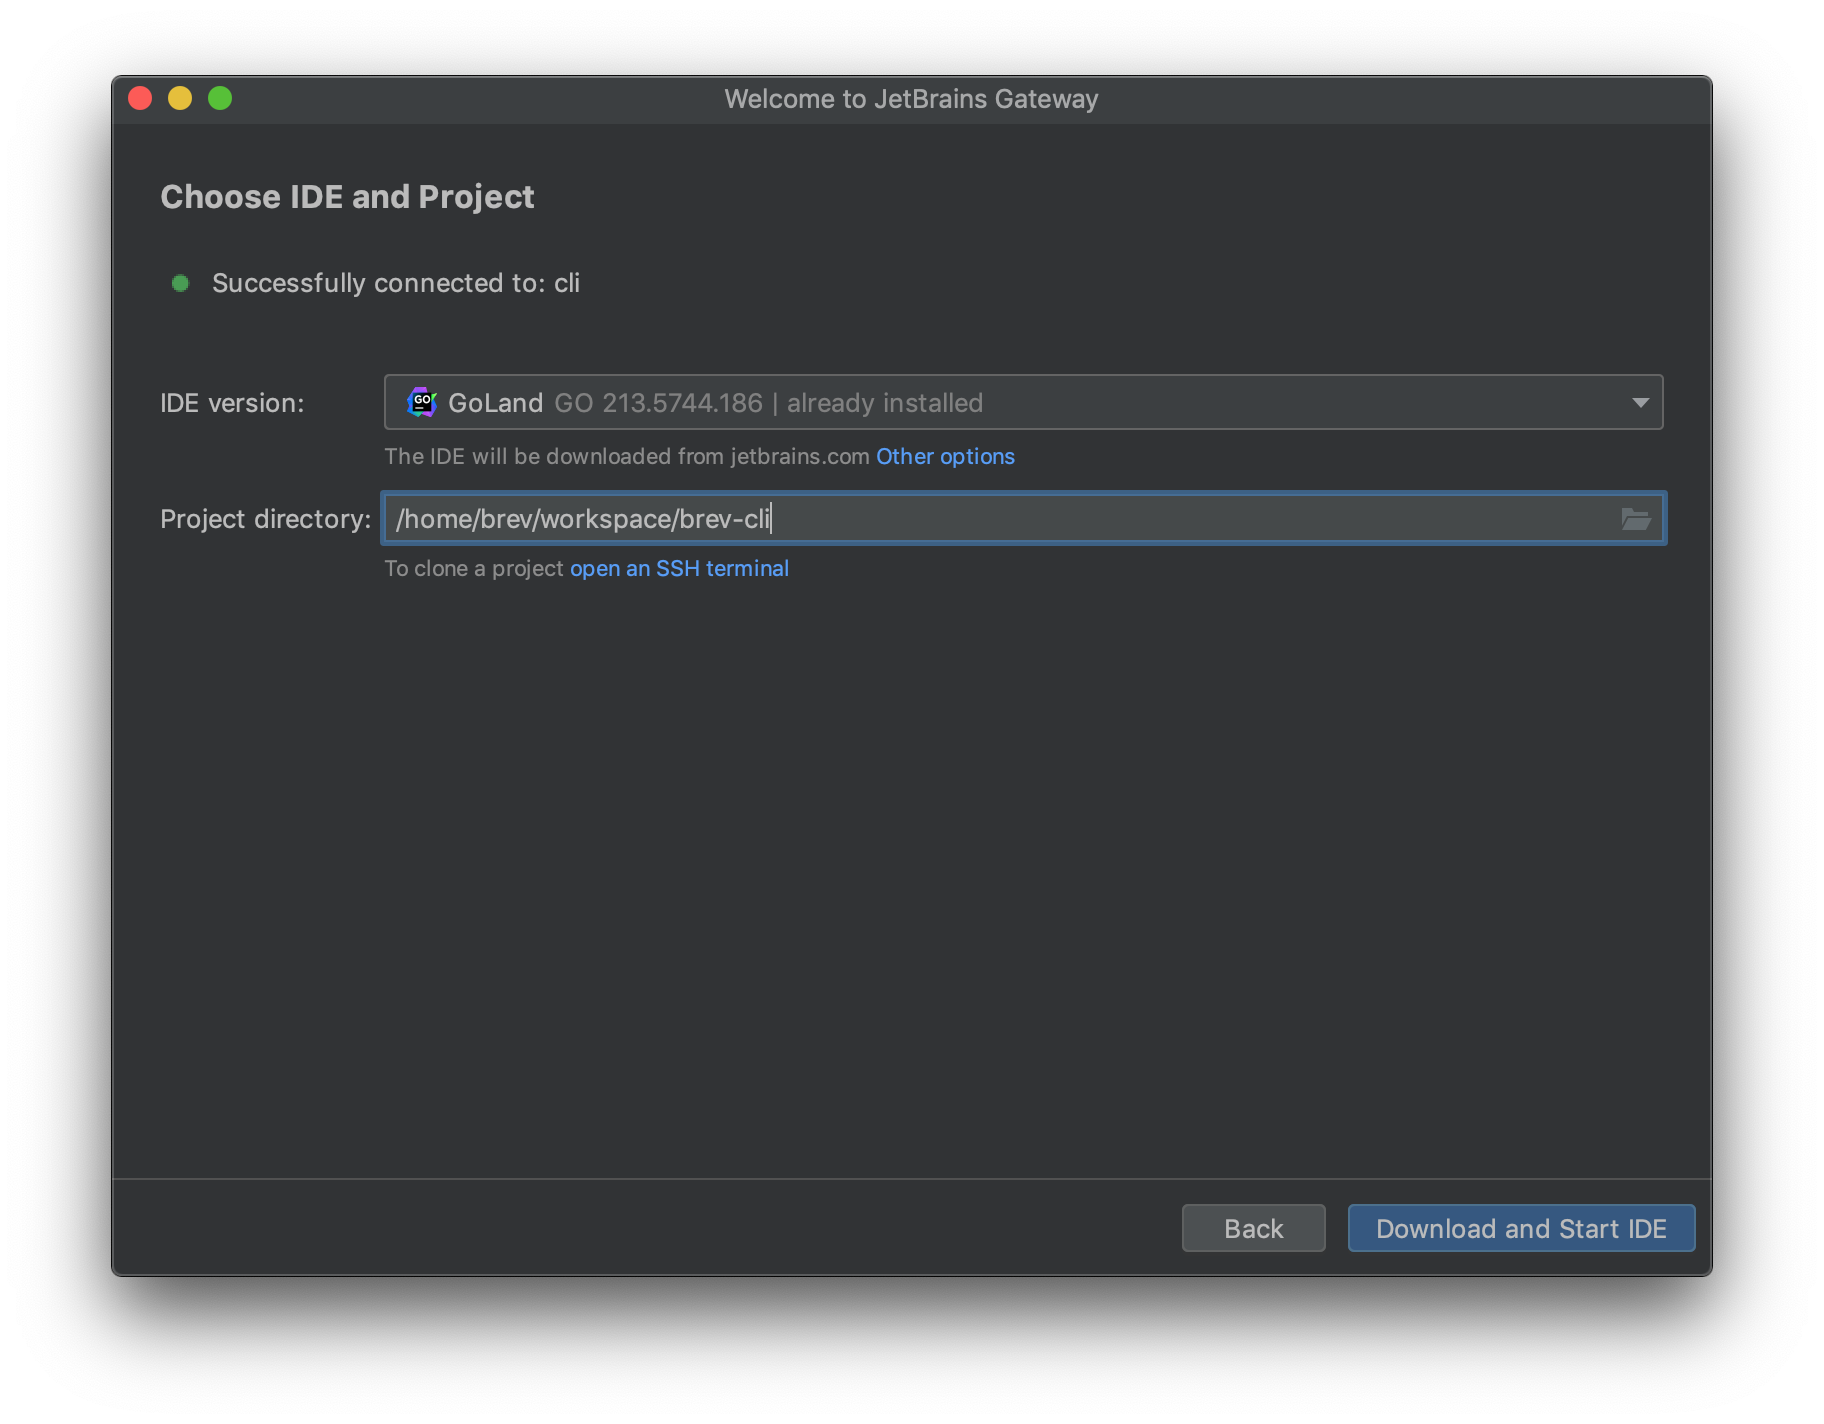 Welcome to JetBrains Gateway
Choose IDE and Project
Successfully connected to: cli
IDE version: GO GoLand GO 213.5744.186 | already installed
The IDE will be downloaded from jetbrains.com Other options
Project directory: /home/brev/workspace/brev-cli
To clone a project open an SSH terminal
Back Download and Start IDE